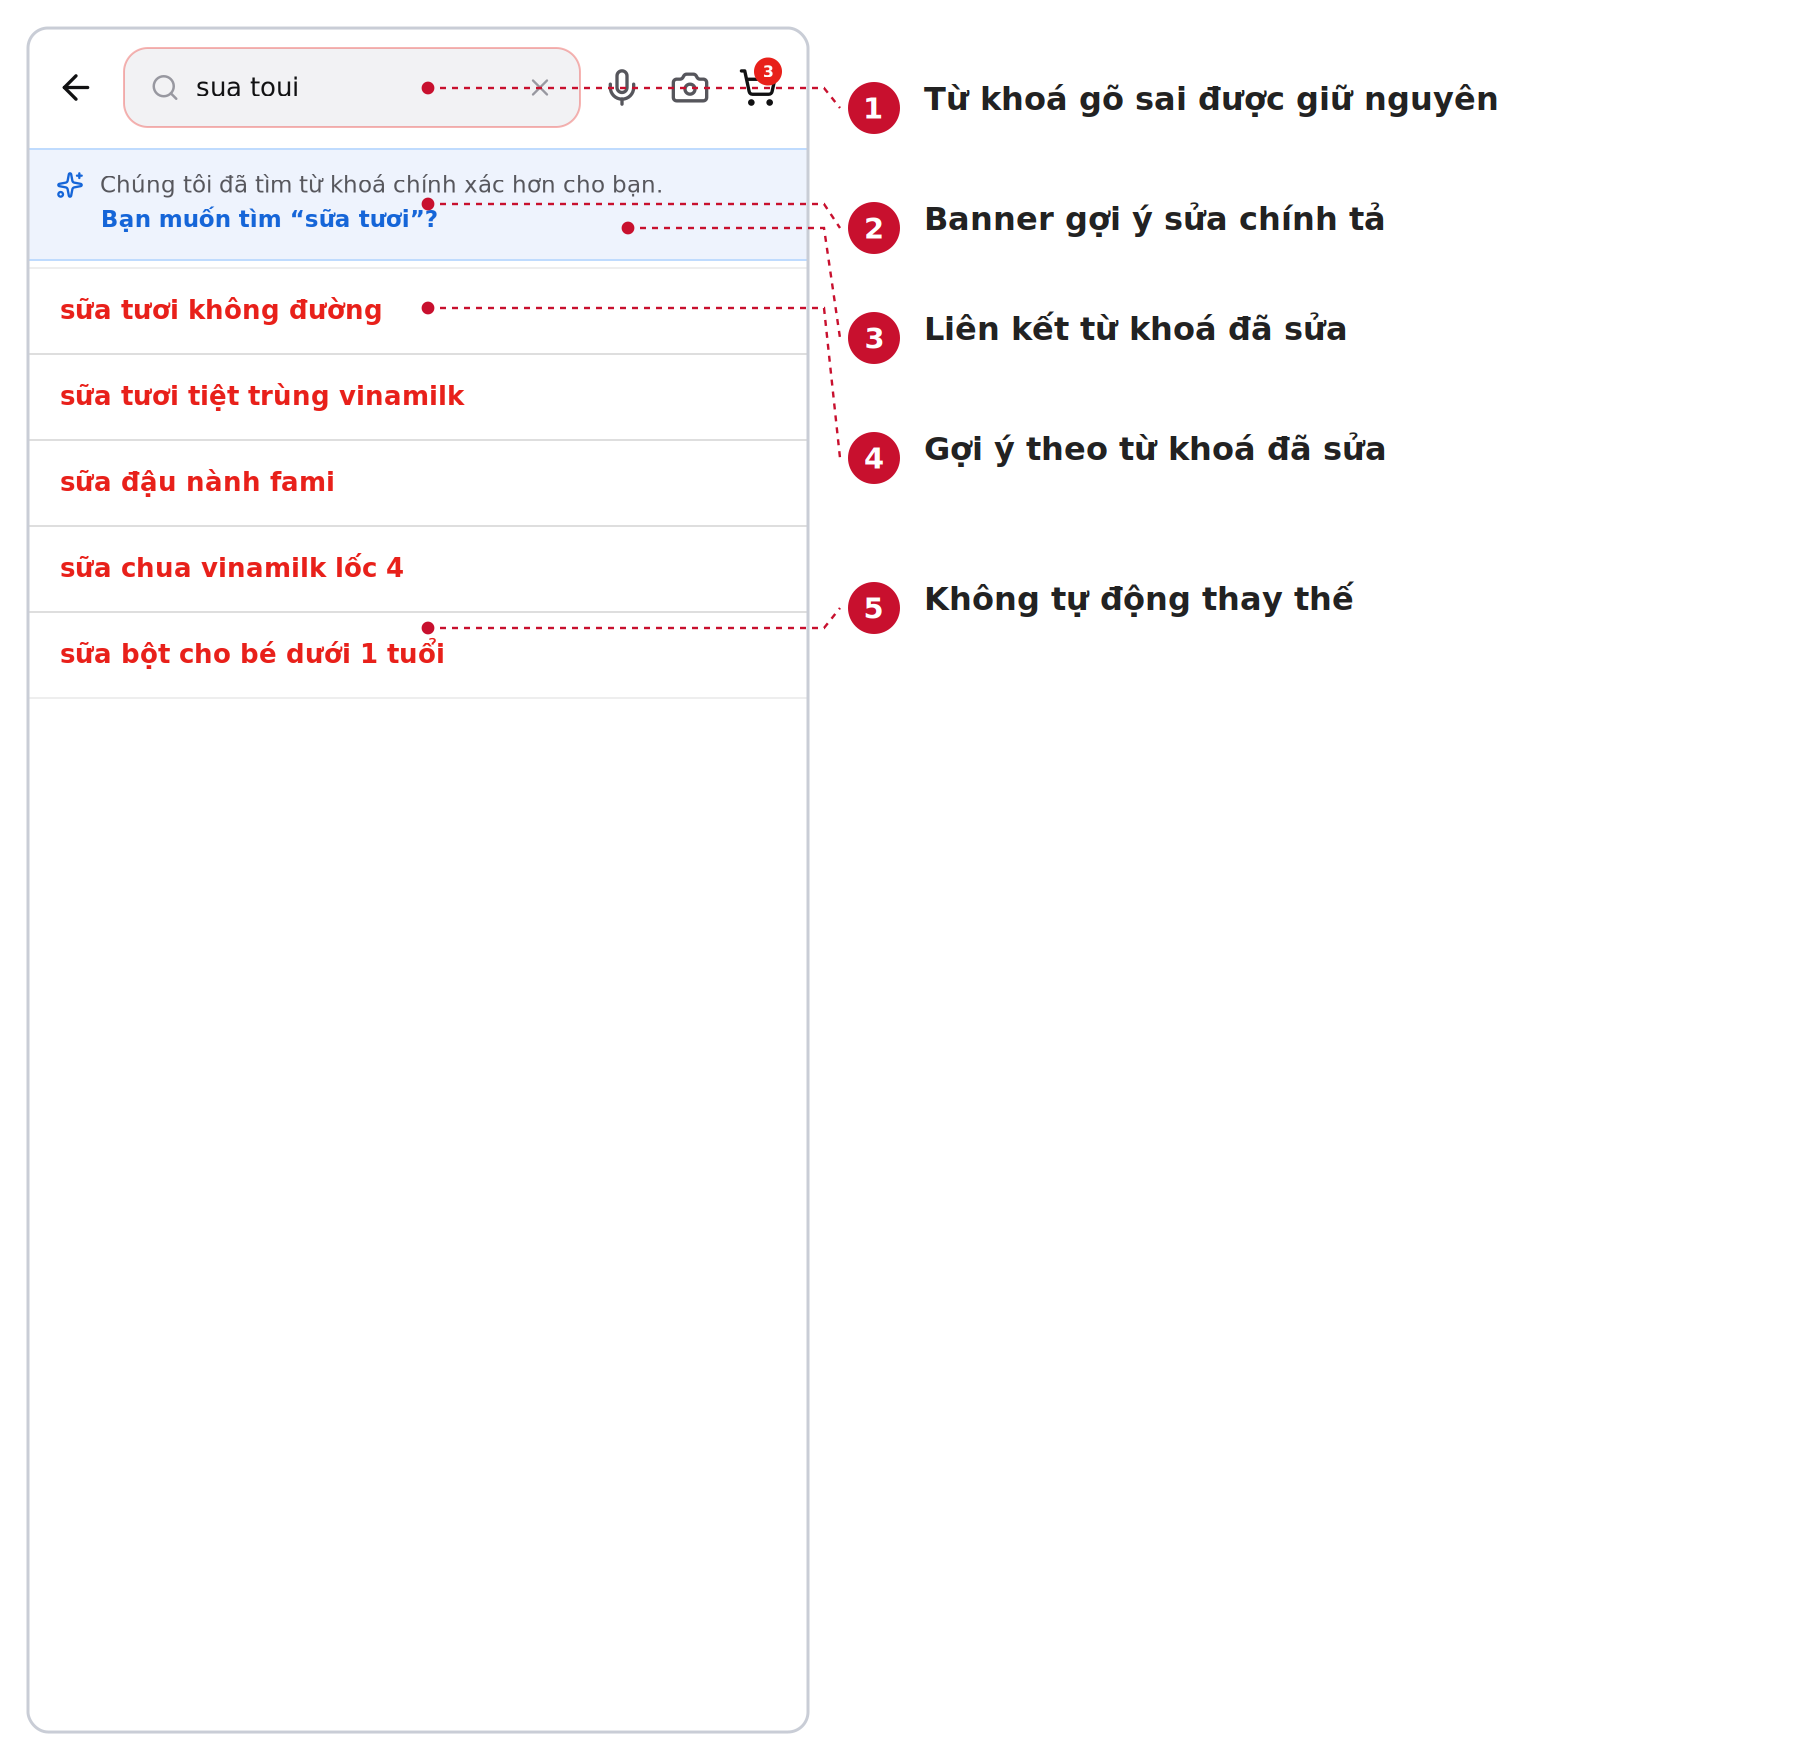 sua toui
3
Chúng tôi đã tìm từ khoá chính xác hơn cho bạn.
Bạn muốn tìm “sữa tươi”?
sữa tươi không đường
sữa tươi tiệt trùng vinamilk
sữa đậu nành fami
sữa chua vinamilk lốc 4
sữa bột cho bé dưới 1 tuổi
1 Từ khoá gõ sai được giữ nguyên
2 Banner gợi ý sửa chính tả
3 Liên kết từ khoá đã sửa
4 Gợi ý theo từ khoá đã sửa
5 Không tự động thay thế